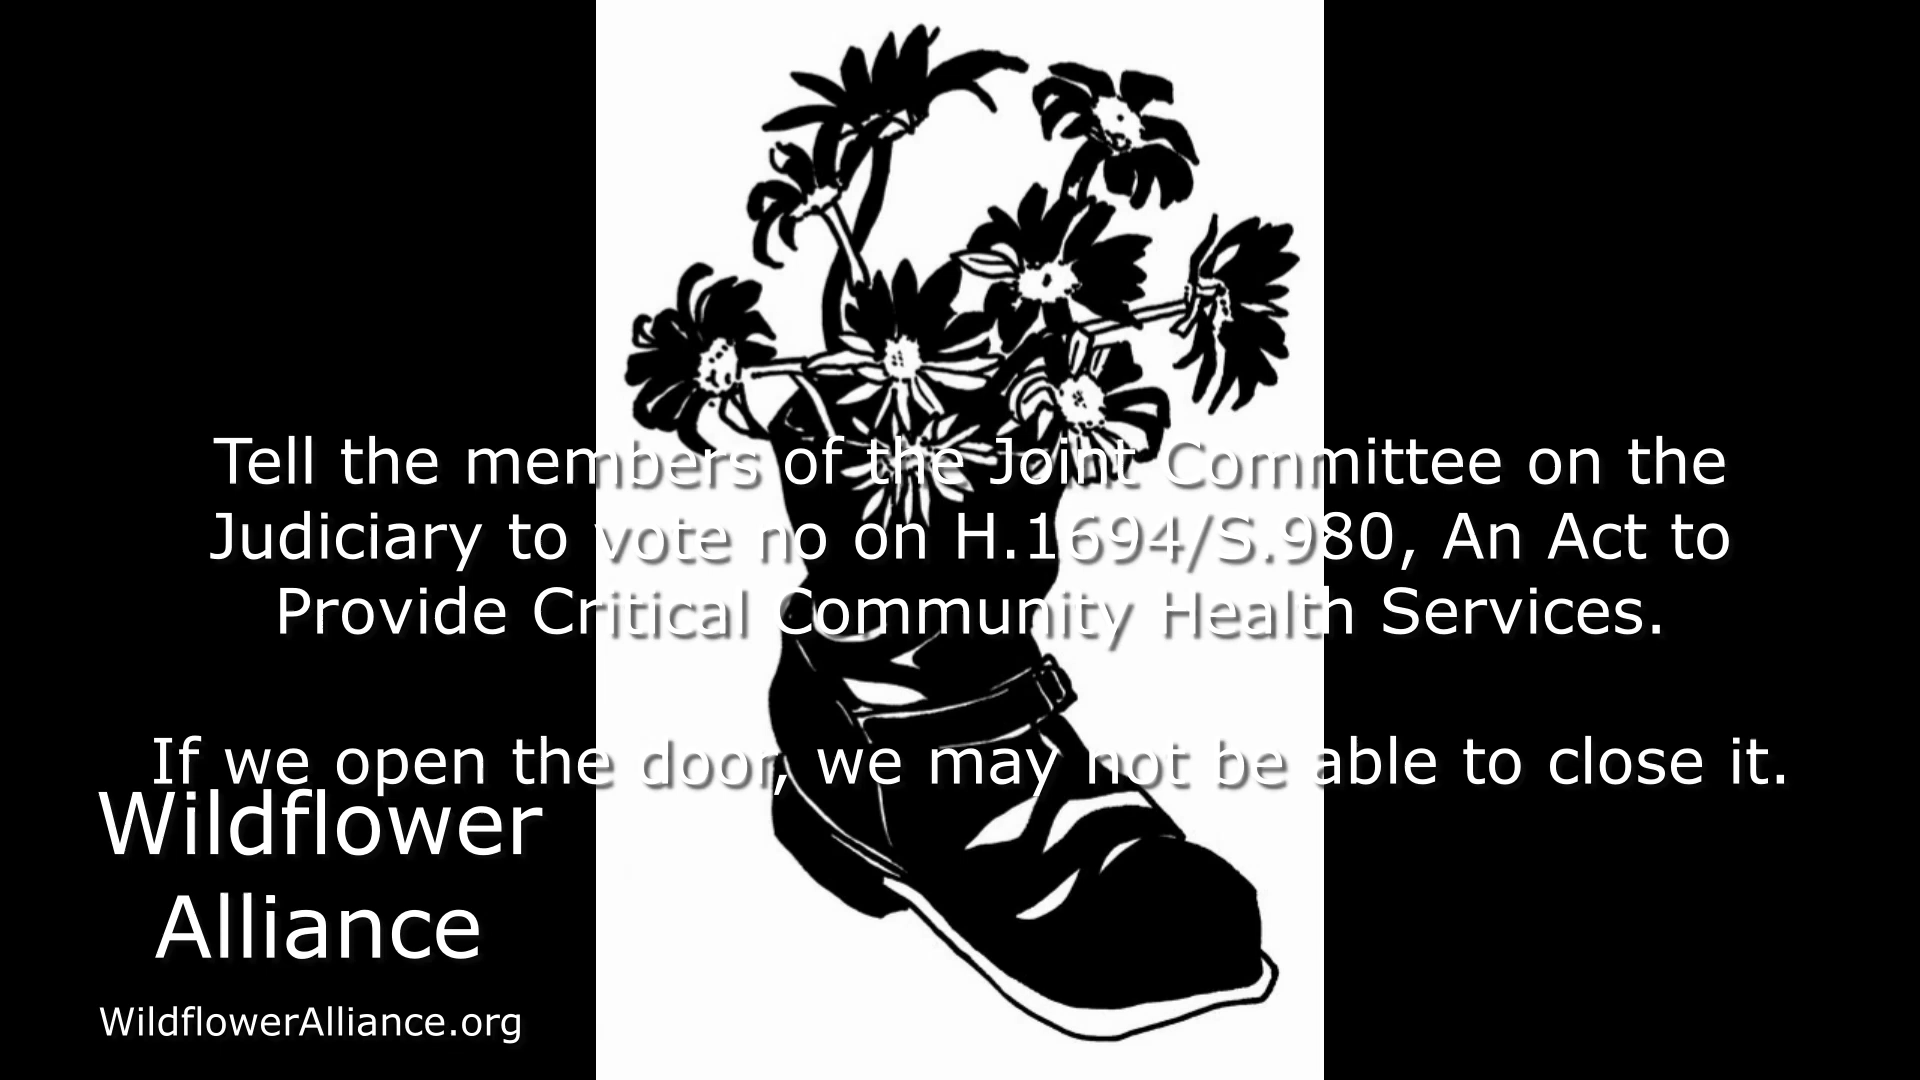 Tell the members of the Joint Committee on the
Judiciary to vote no on H.1694/S.980, An Act to
Provide Critical Community Health Services.
If we open the door, we may not be able to close it.
Wildflower
Alliance
WildflowerAlliance.org